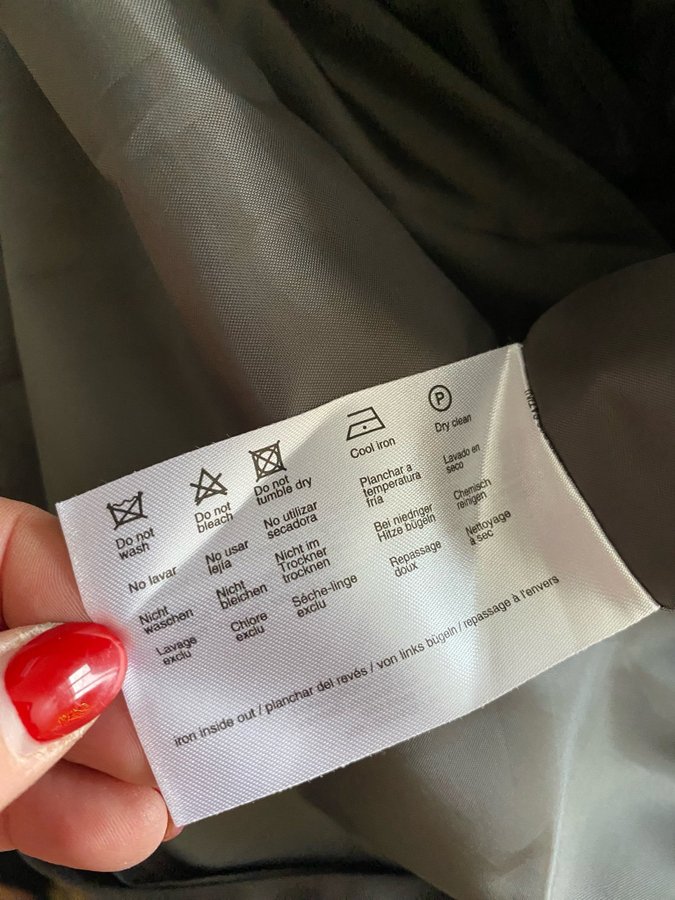 Do not
wash
No lavar
Nicht
waschen
Lavage
exclu
Do not
bleach
No usar
lejía
Nicht
bleichen
Chlore
exclu
Do not
tumble dry
No utilizar
secadora
Nicht im
Trockner
trocknen
Séche-linge
exclu
Cool iron
Planchar a
temperatura
fría
Bei niedriger
Hitze bügeln
Repassage
doux
P
Dry clean
Lavado en
seco
Chemisch
reinigen
Nettoyage
à sec
iron inside out / planchar del revés / von links bügeln / repassage à l'envers